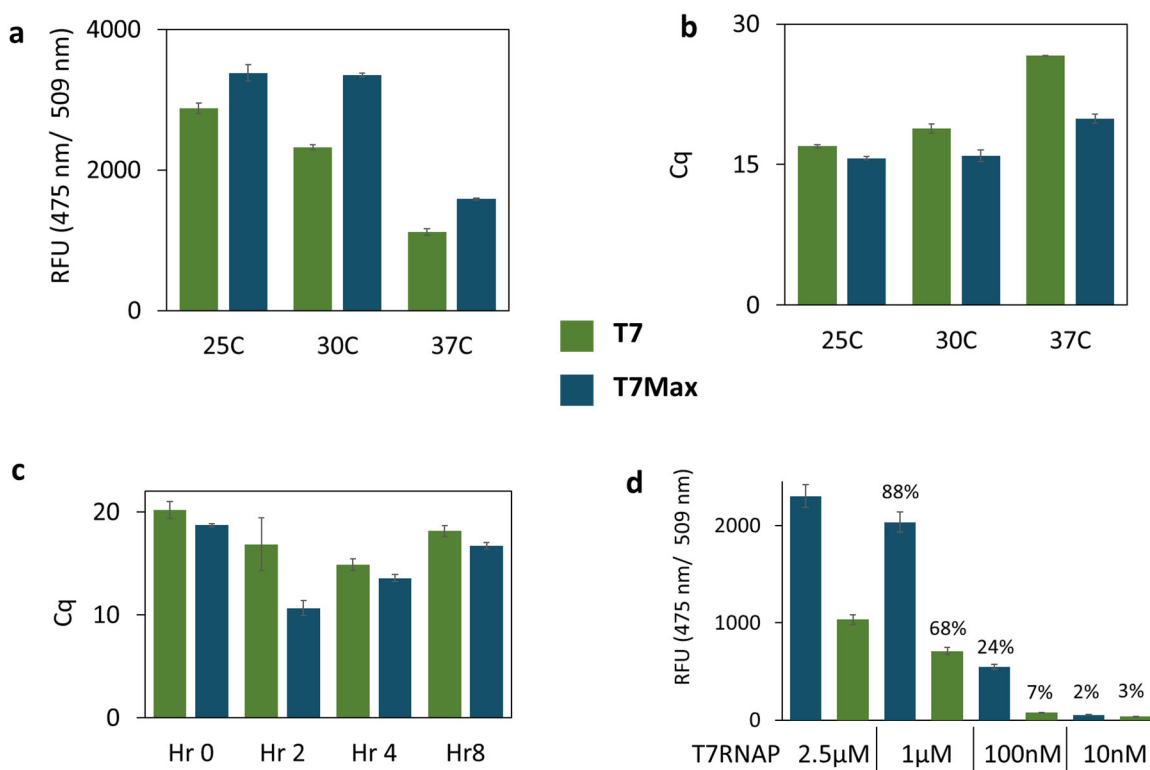 a
RFU (475 nm/ 509 nm)
4000
2000
0
25C 30C 37C
b
Cq
30
15
0
25C 30C 37C
T7
T7Max
c
Cq
20
10
0
Hr 0 Hr 2 Hr 4 Hr8
d
RFU (475 nm/ 509 nm)
2000
1000
0
88%
68%
24%
7% 2% 3%
T7RNAP 2.5μM 1μM 100nM 10nM